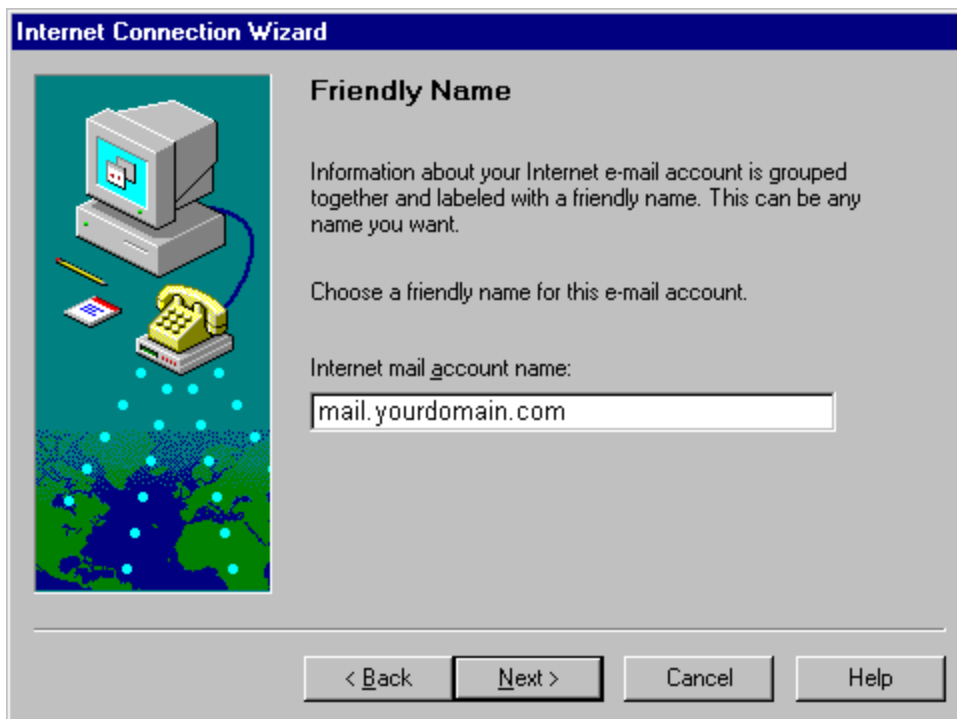 Internet Connection Wizard
Friendly Name
Information about your Internet e-mail account is grouped
together and labeled with a friendly name. This can be any
name you want.
Choose a friendly name for this e-mail account.
Internet mail account name:
mail.yourdomain.com
< Back
Next >
Cancel
Help